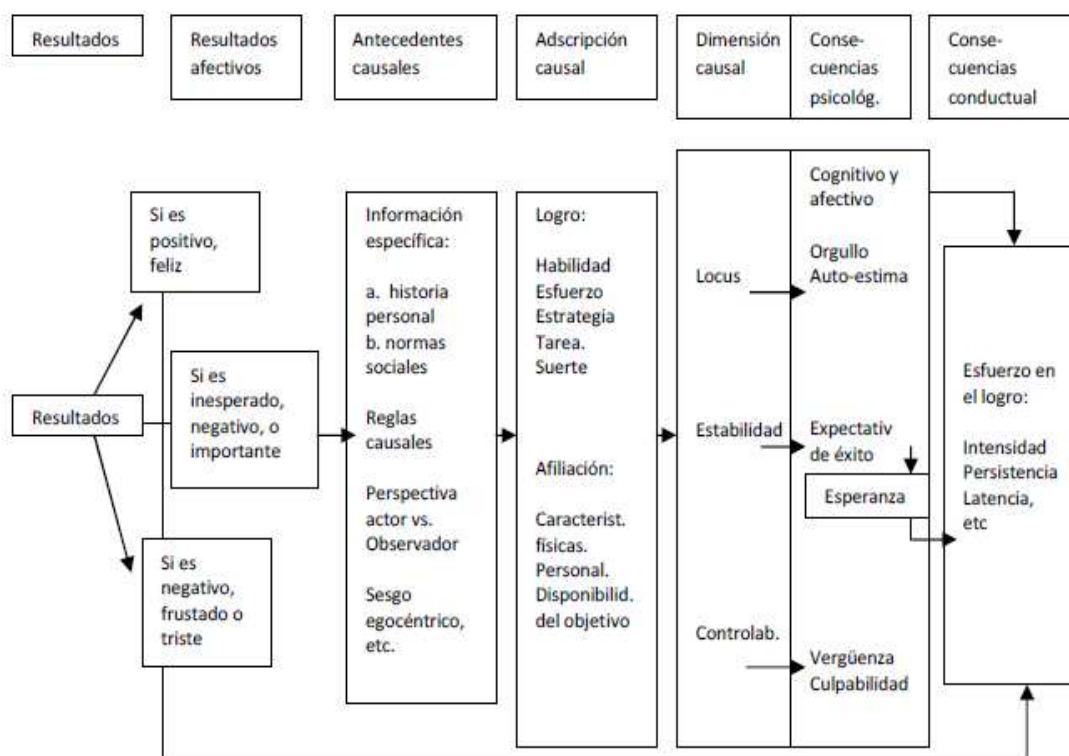 Resultados
Resultados
afectivos
Antecedentes
causales
Adscripción
causal
Dimensión
causal
Conse-
cuencias
psicológ.
Conse-
cuencias
conductual
Resultados
Si es
positivo,
feliz
Si es
inesperado,
negativo, o
importante
Si es
negativo,
frustado o
triste
Información
específica:
a. historia
personal
b. normas
sociales
Reglas
causales
Perspectiva
actor vs.
Observador
Sesgo
egocéntrico,
etc.
Logro:
Habilidad
Esfuerzo
Estrategia
Tarea.
Suerte
Afiliación:
Caracterist.
físicas.
Personal.
Disponibilid.
del objetivo
Locus
Estabilidad
Controlab.
Cognitivo y
afectivo
Orgullo
Auto-estima
Expectativ
de éxito
Esperanza
Vergüenza
Culpabilidad
Esfuerzo en
el logro:
Intensidad
Persistencia
Latencia,
etc